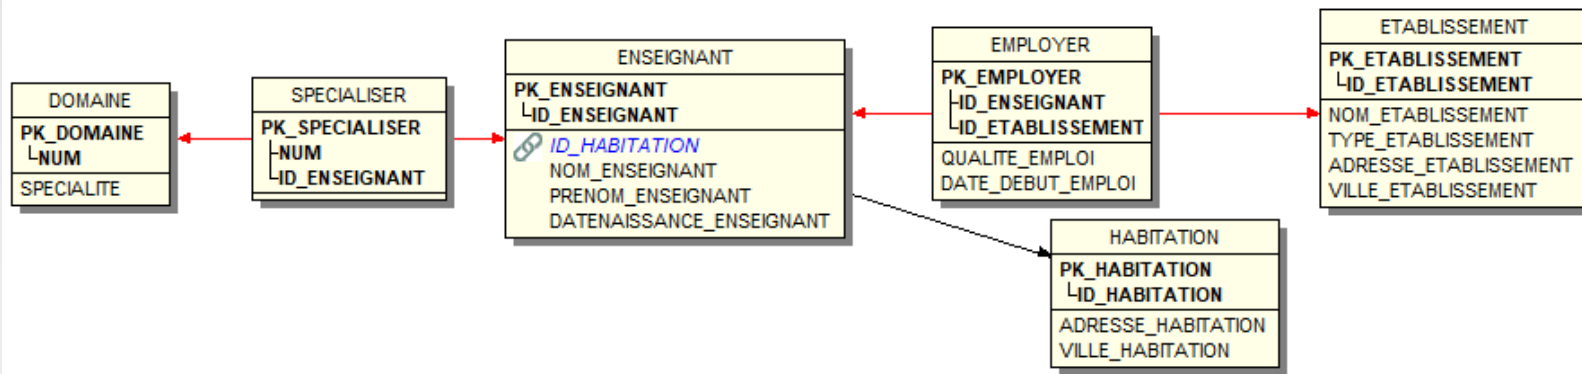 DOMAINE
PK_DOMAINE
NUM
SPECIALITE
SPECIALISER
PK_SPECIALISER
NUM
ID_ENSEIGNANT
ENSEIGNANT
PK_ENSEIGNANT
ID_ENSEIGNANT
ID_HABITATION
NOM_ENSEIGNANT
PRENOM_ENSEIGNANT
DATENAISSANCE_ENSEIGNANT
EMPLOYER
PK_EMPLOYER
ID_ENSEIGNANT
ID_ETABLISSEMENT
QUALITE_EMPLOI
DATE_DEBUT_EMPLOI
ETABLISSEMENT
PK_ETABLISSEMENT
ID_ETABLISSEMENT
NOM_ETABLISSEMENT
TYPE_ETABLISSEMENT
ADRESSE_ETABLISSEMENT
VILLE_ETABLISSEMENT
HABITATION
PK_HABITATION
ID_HABITATION
ADRESSE_HABITATION
VILLE_HABITATION